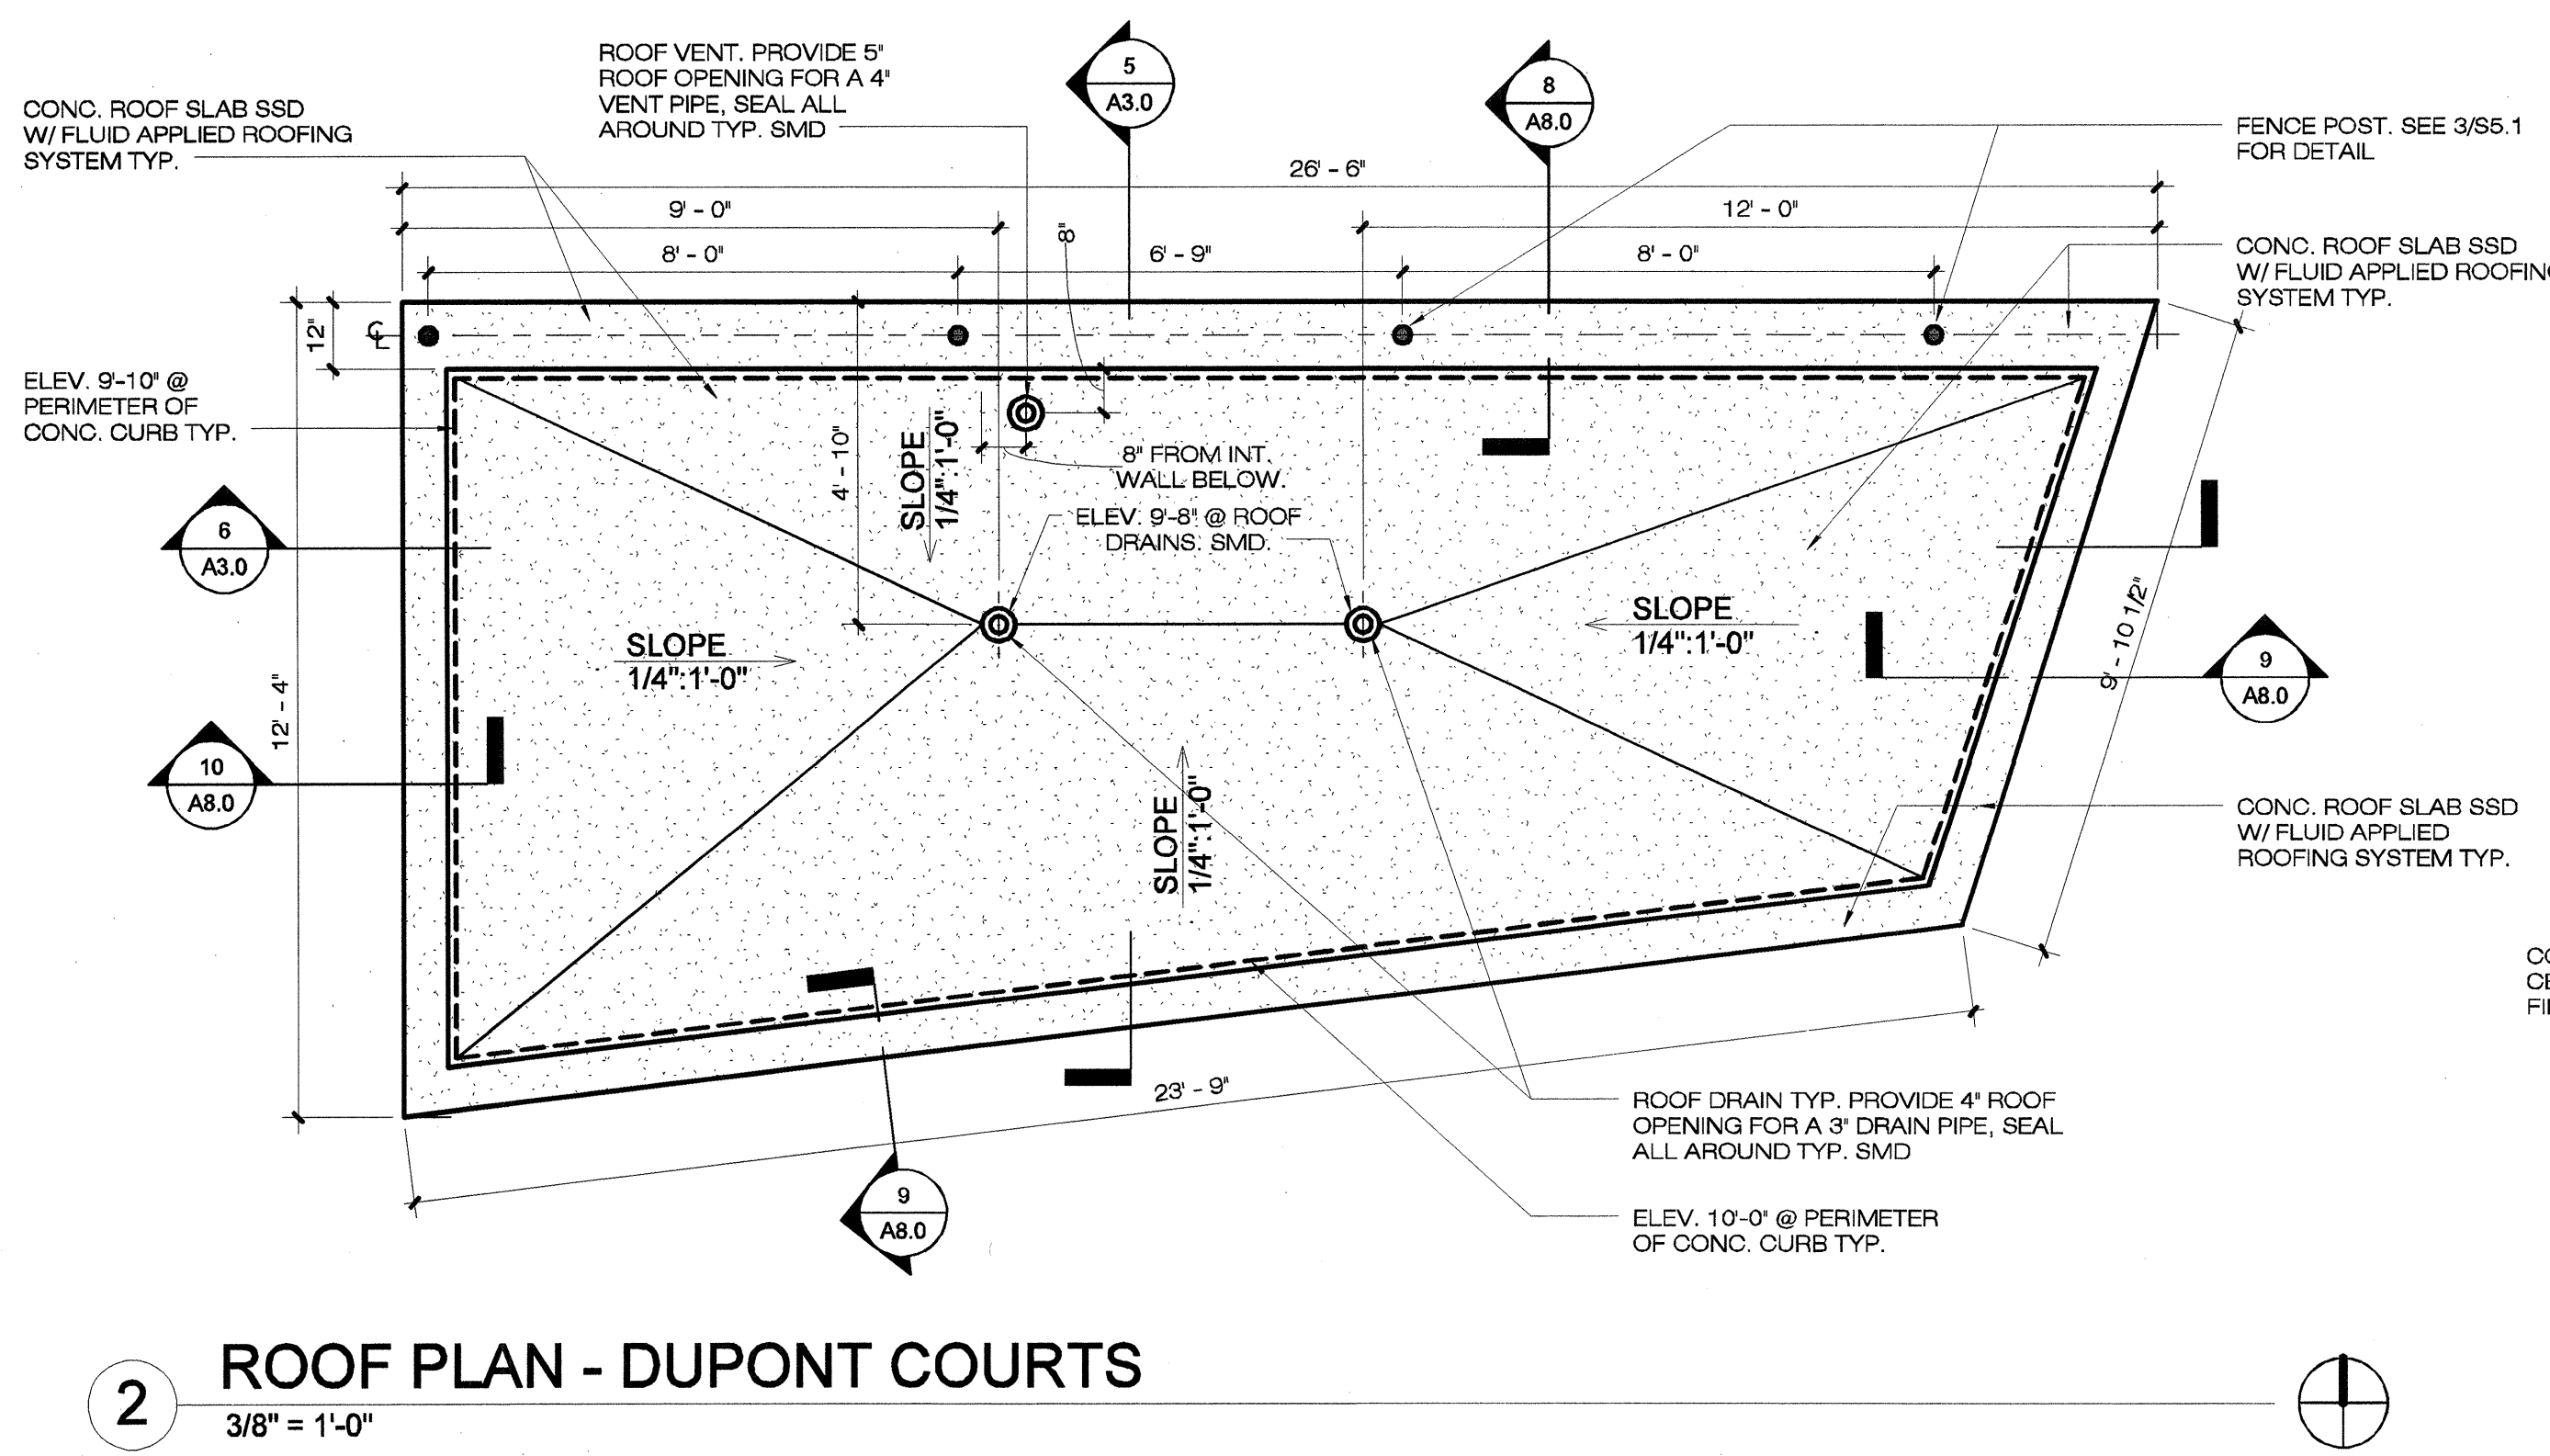 ROOF VENT. PROVIDE 5"
ROOF OPENING FOR A 4"
VENT PIPE, SEAL ALL
AROUND TYP. SMD
5
A3.0
8
A8.0
CONC. ROOF SLAB SSD
W/ FLUID APPLIED ROOFING
SYSTEM TYP.
FENCE POST. SEE 3/S5.1
FOR DETAIL
26' - 6"
9' - 0"
12' - 0"
8"
8' - 0"
6' - 9"
8' - 0"
CONC. ROOF SLAB SSD
W/ FLUID APPLIED ROOFING
SYSTEM TYP.
12"
CL
ELEV. 9'-10" @
PERIMETER OF
CONC. CURB TYP.
4' - 10"
SLOPE
1/4":1'-0"
8" FROM INT.
WALL BELOW.
ELEV. 9'-8" @ ROOF
DRAINS. SMD.
6
A3.0
SLOPE
1/4":1'-0"
SLOPE
1/4":1'-0"
9' - 10 1/2"
9
A8.0
12' - 4"
10
A8.0
SLOPE
1/4":1'-0"
CONC. ROOF SLAB SSD
W/ FLUID APPLIED
ROOFING SYSTEM TYP.
23' - 9"
ROOF DRAIN TYP. PROVIDE 4" ROOF
OPENING FOR A 3" DRAIN PIPE, SEAL
ALL AROUND TYP. SMD
9
A8.0
ELEV. 10'-0" @ PERIMETER
OF CONC. CURB TYP.
2
ROOF PLAN - DUPONT COURTS
3/8" = 1'-0"